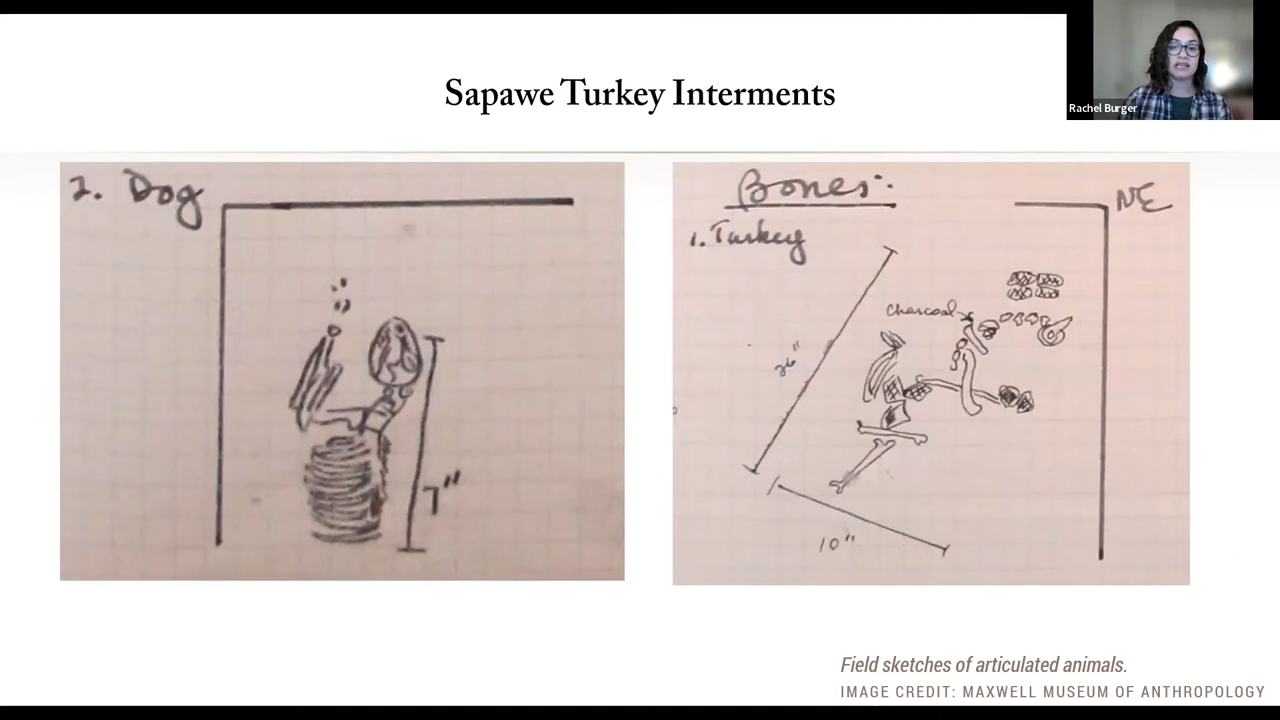 Sapawe Turkey Interments
Rachel Burger
2. Dog
7"
Bones:
NE
1. Turkey
charcoal
26"
10"
Field sketches of articulated animals.
IMAGE CREDIT: MAXWELL MUSEUM OF ANTHROPOLOGY